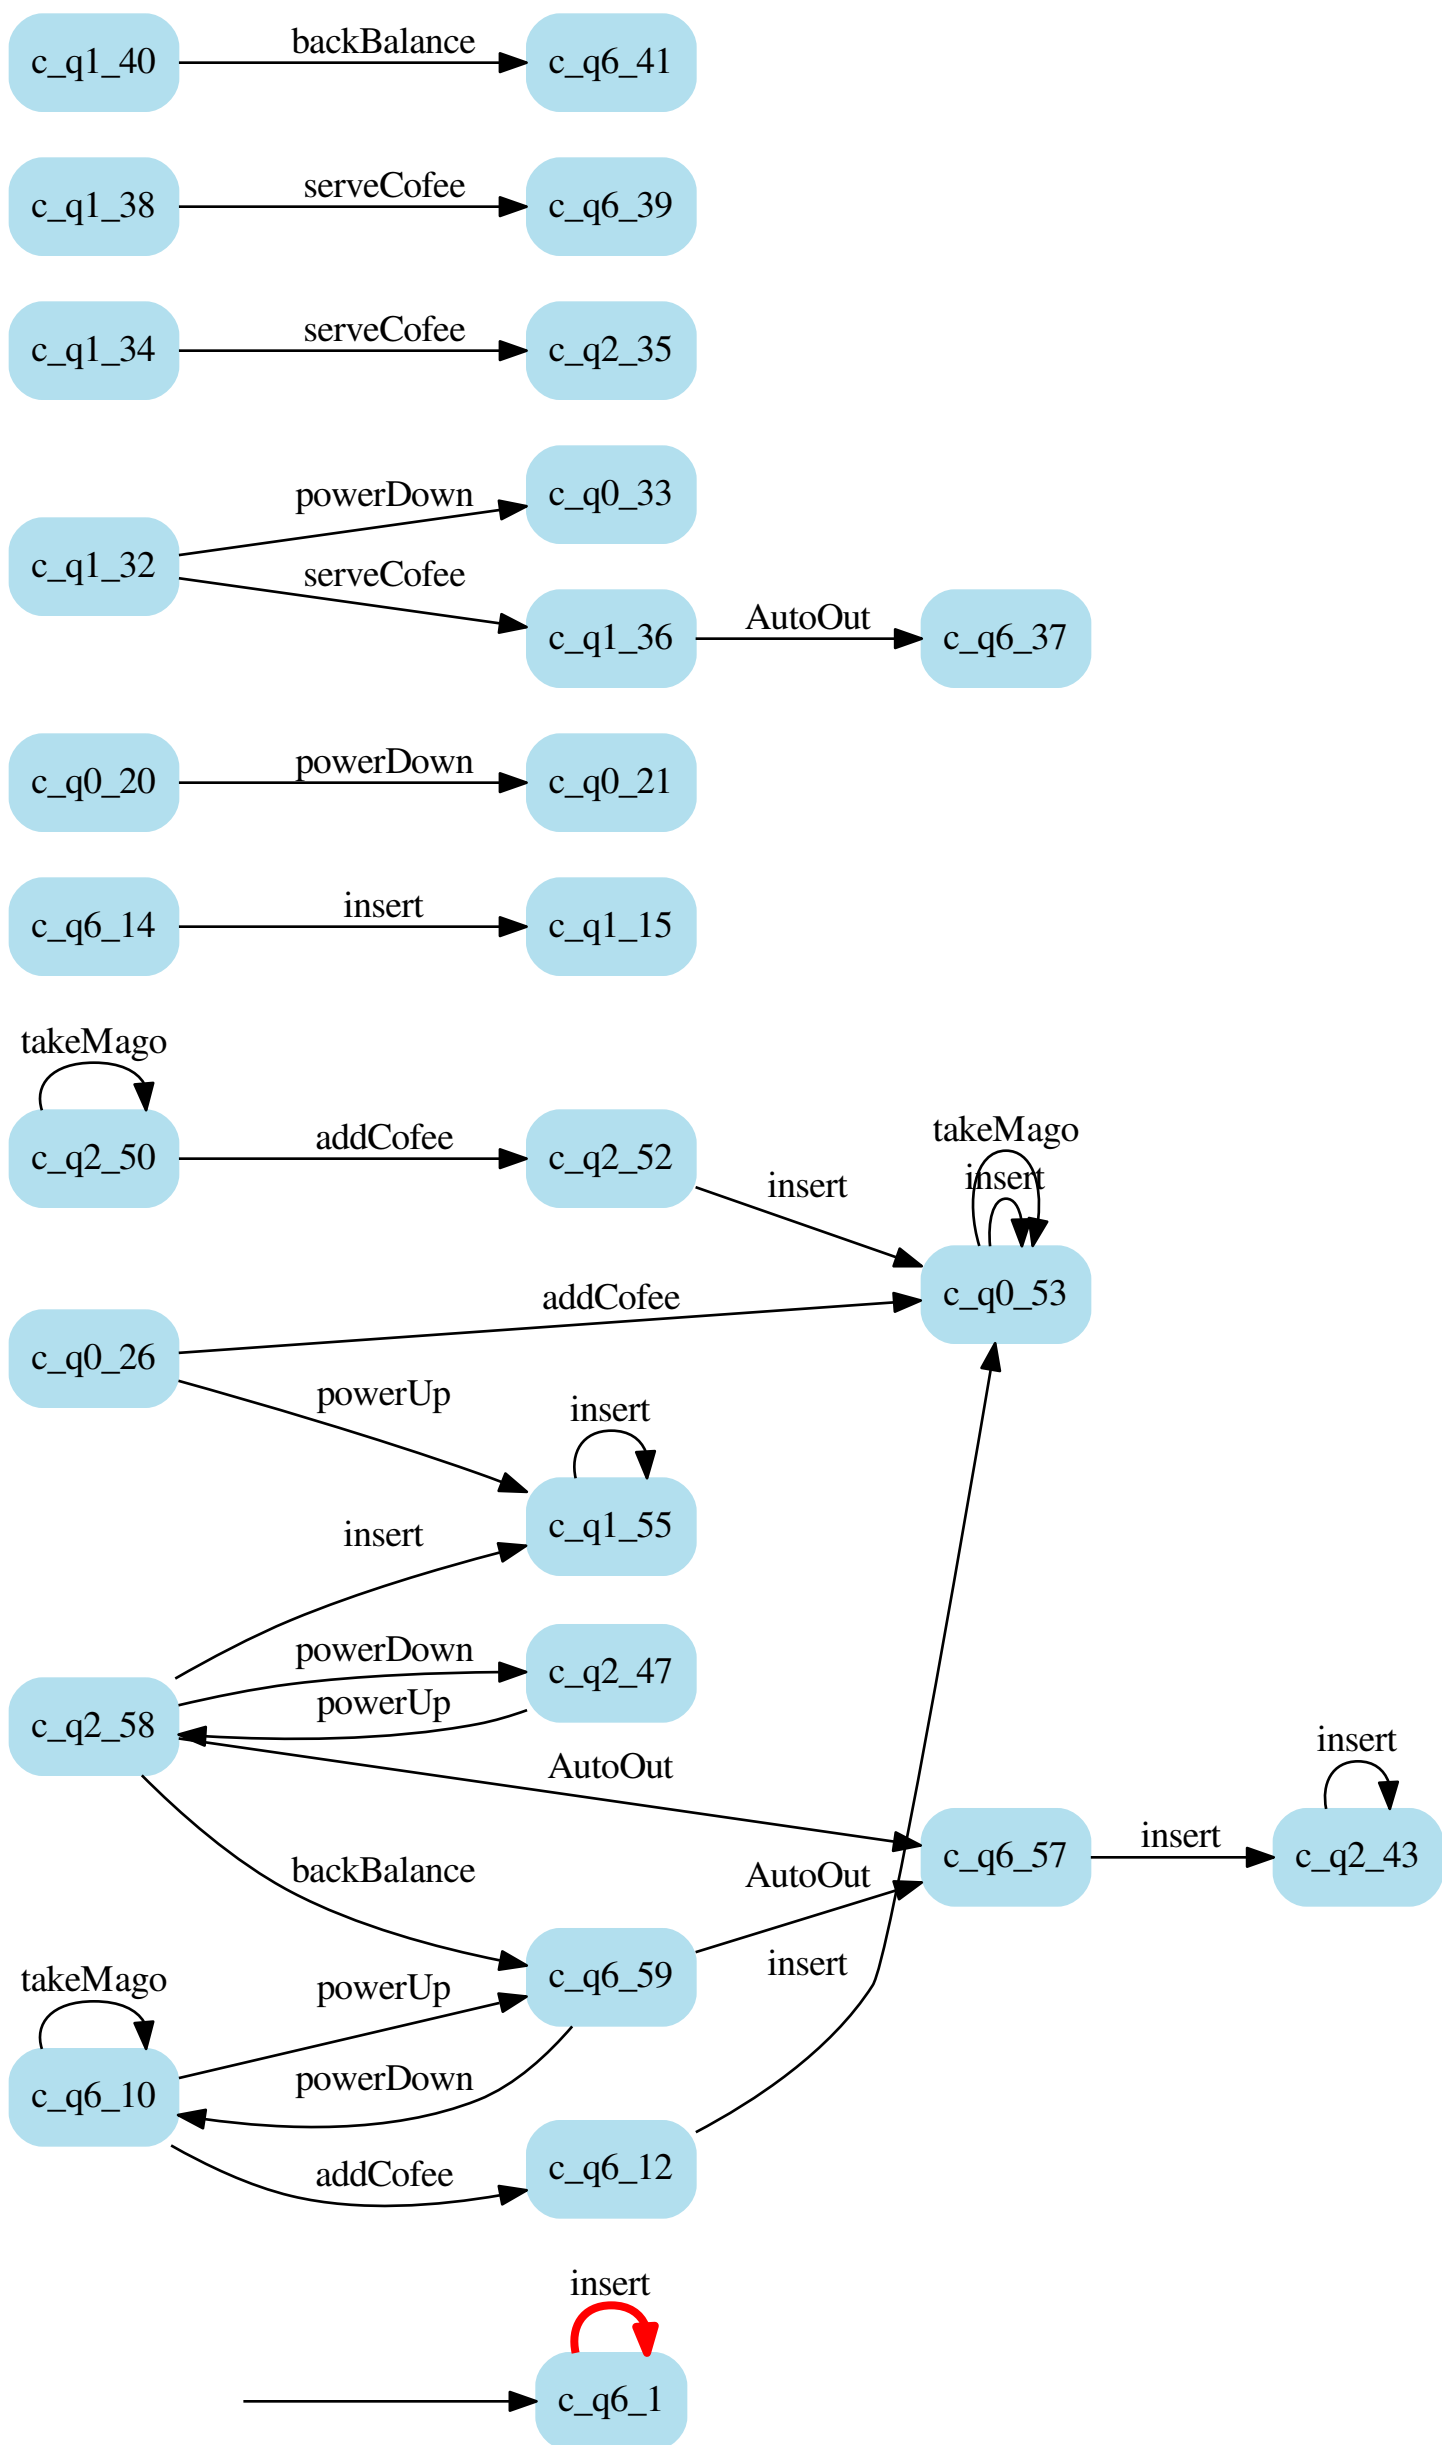 c_q1_40
backBalance
c_q6_41
c_q1_38
serveCofee
c_q6_39
c_q1_34
serveCofee
c_q2_35
c_q1_32
powerDown
c_q0_33
serveCofee
c_q1_36
AutoOut
c_q6_37
c_q0_20
powerDown
c_q0_21
c_q6_14
insert
c_q1_15
takeMago
c_q2_50
addCofee
c_q2_52
insert
takeMago
insert
c_q0_53
c_q0_26
addCofee
powerUp
insert
c_q1_55
insert
c_q2_58
powerDown
c_q2_47
powerUp
AutoOut
backBalance
c_q6_57
insert
insert
c_q2_43
AutoOut
c_q6_59
insert
takeMago
c_q6_10
powerUp
powerDown
addCofee
c_q6_12
insert
c_q6_1